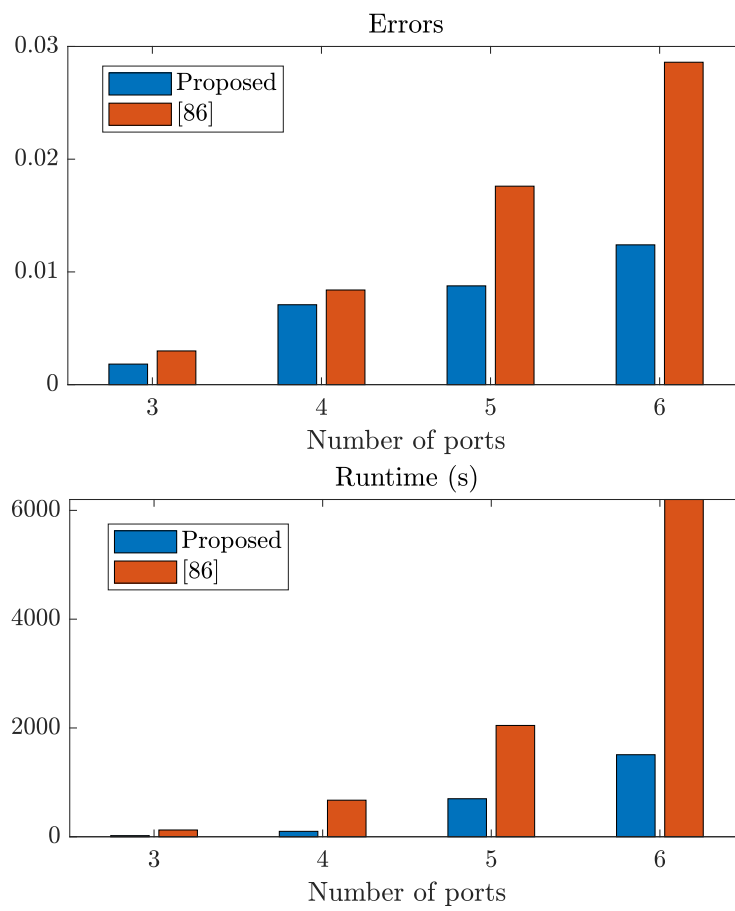 Errors
0.03
0.02
0.01
0
Proposed
[86]
3 4 5 6
Number of ports
Runtime (s)
6000
4000
2000
0
Proposed
[86]
3 4 5 6
Number of ports